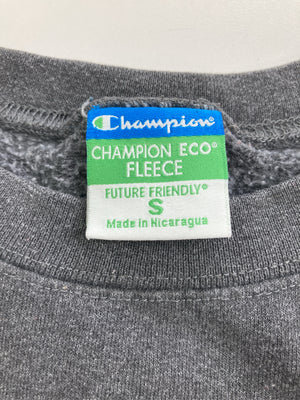 Champion
CHAMPION ECO®
FLEECE
FUTURE FRIENDLY®
S
Made in Nicaragua